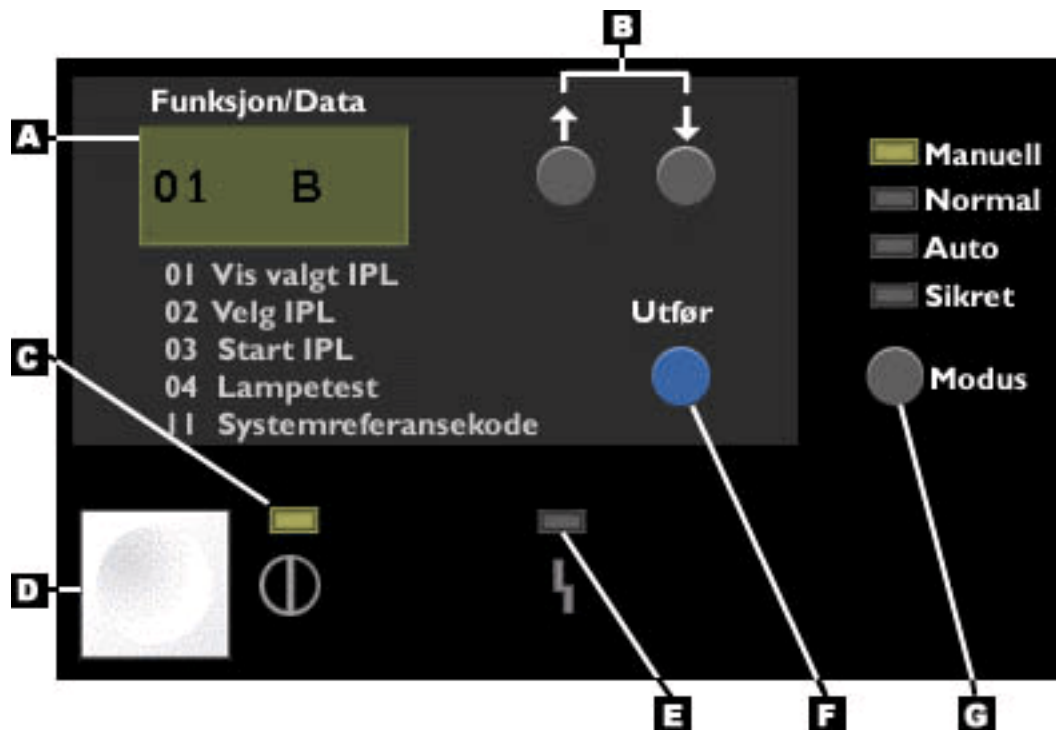 B
Funksjon/Data
A
01 B
Manuell
Normal
Auto
Sikret
01 Vis valgt IPL
02 Velg IPL
03 Start IPL
04 Lampetest
11 Systemreferansekode
Utfør
C
Modus
D
E
F
G